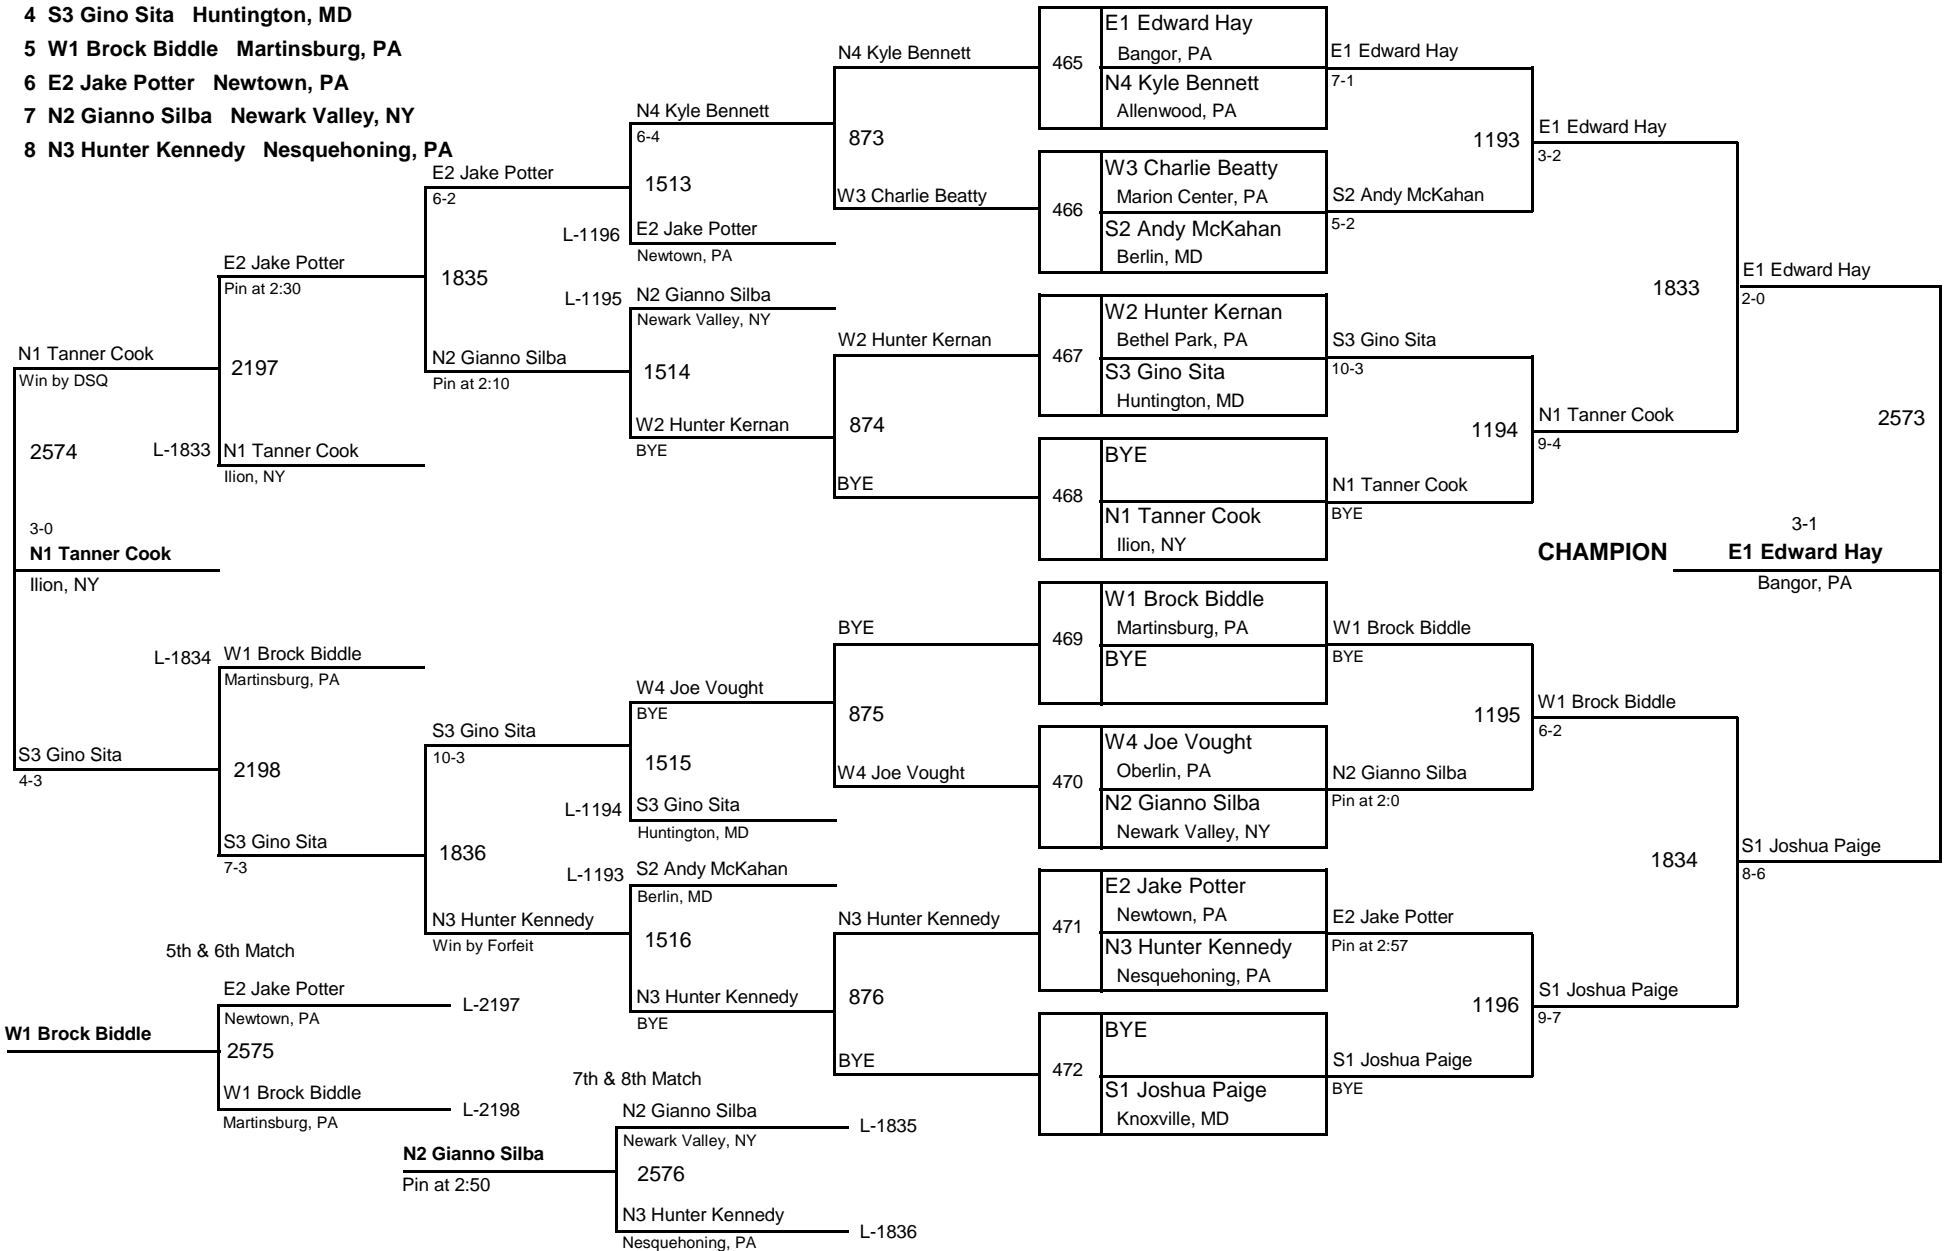 4 S3 Gino Sita Huntington, MD
5 W1 Brock Biddle Martinsburg, PA
6 E2 Jake Potter Newtown, PA
7 N2 Gianno Silba Newark Valley, NY
8 N3 Hunter Kennedy Nesquehoning, PA
N1 Tanner Cook
Win by DSQ
2574
3-0
N1 Tanner Cook
Ilion, NY
S3 Gino Sita
4-3
E2 Jake Potter
Pin at 2:30
2197
L-1833 N1 Tanner Cook
Ilion, NY
L-1834 W1 Brock Biddle
Martinsburg, PA
2198
S3 Gino Sita
7-3
5th & 6th Match
E2 Jake Potter L-2197
Newtown, PA
W1 Brock Biddle
2575
W1 Brock Biddle L-2198
Martinsburg, PA
E2 Jake Potter
6-2
1835
N2 Gianno Silba
Pin at 2:10
S3 Gino Sita
10-3
1836
N3 Hunter Kennedy
Win by Forfeit
N4 Kyle Bennett
6-4
1513
L-1196 E2 Jake Potter
Newtown, PA
L-1195 N2 Gianno Silba
Newark Valley, NY
1514
W2 Hunter Kernan
BYE
W4 Joe Vought
BYE
1515
L-1194 S3 Gino Sita
Huntington, MD
L-1193 S2 Andy McKahan
Berlin, MD
1516
N3 Hunter Kennedy
BYE
7th & 8th Match
N2 Gianno Silba L-1835
Newark Valley, NY
N2 Gianno Silba
Pin at 2:50
2576
N3 Hunter Kennedy L-1836
Nesquehoning, PA
N4 Kyle Bennett
873
W3 Charlie Beatty
W2 Hunter Kernan
874
BYE
BYE
875
W4 Joe Vought
N3 Hunter Kennedy
876
BYE
465
E1 Edward Hay
Bangor, PA
N4 Kyle Bennett
Allenwood, PA
466
W3 Charlie Beatty
Marion Center, PA
S2 Andy McKahan
Berlin, MD
467
W2 Hunter Kernan
Bethel Park, PA
S3 Gino Sita
Huntington, MD
468
BYE
N1 Tanner Cook
Ilion, NY
469
W1 Brock Biddle
Martinsburg, PA
BYE
470
W4 Joe Vought
Oberlin, PA
N2 Gianno Silba
Newark Valley, NY
471
E2 Jake Potter
Newtown, PA
N3 Hunter Kennedy
Nesquehoning, PA
472
BYE
S1 Joshua Paige
Knoxville, MD
E1 Edward Hay
7-1
1193
S2 Andy McKahan
5-2
S3 Gino Sita
10-3
1194
N1 Tanner Cook
BYE
W1 Brock Biddle
BYE
1195
N2 Gianno Silba
Pin at 2:0
E2 Jake Potter
Pin at 2:57
1196
S1 Joshua Paige
BYE
E1 Edward Hay
3-2
1833
N1 Tanner Cook
9-4
W1 Brock Biddle
6-2
1834
S1 Joshua Paige
9-7
E1 Edward Hay
2-0
2573
3-1
CHAMPION E1 Edward Hay
Bangor, PA
S1 Joshua Paige
8-6